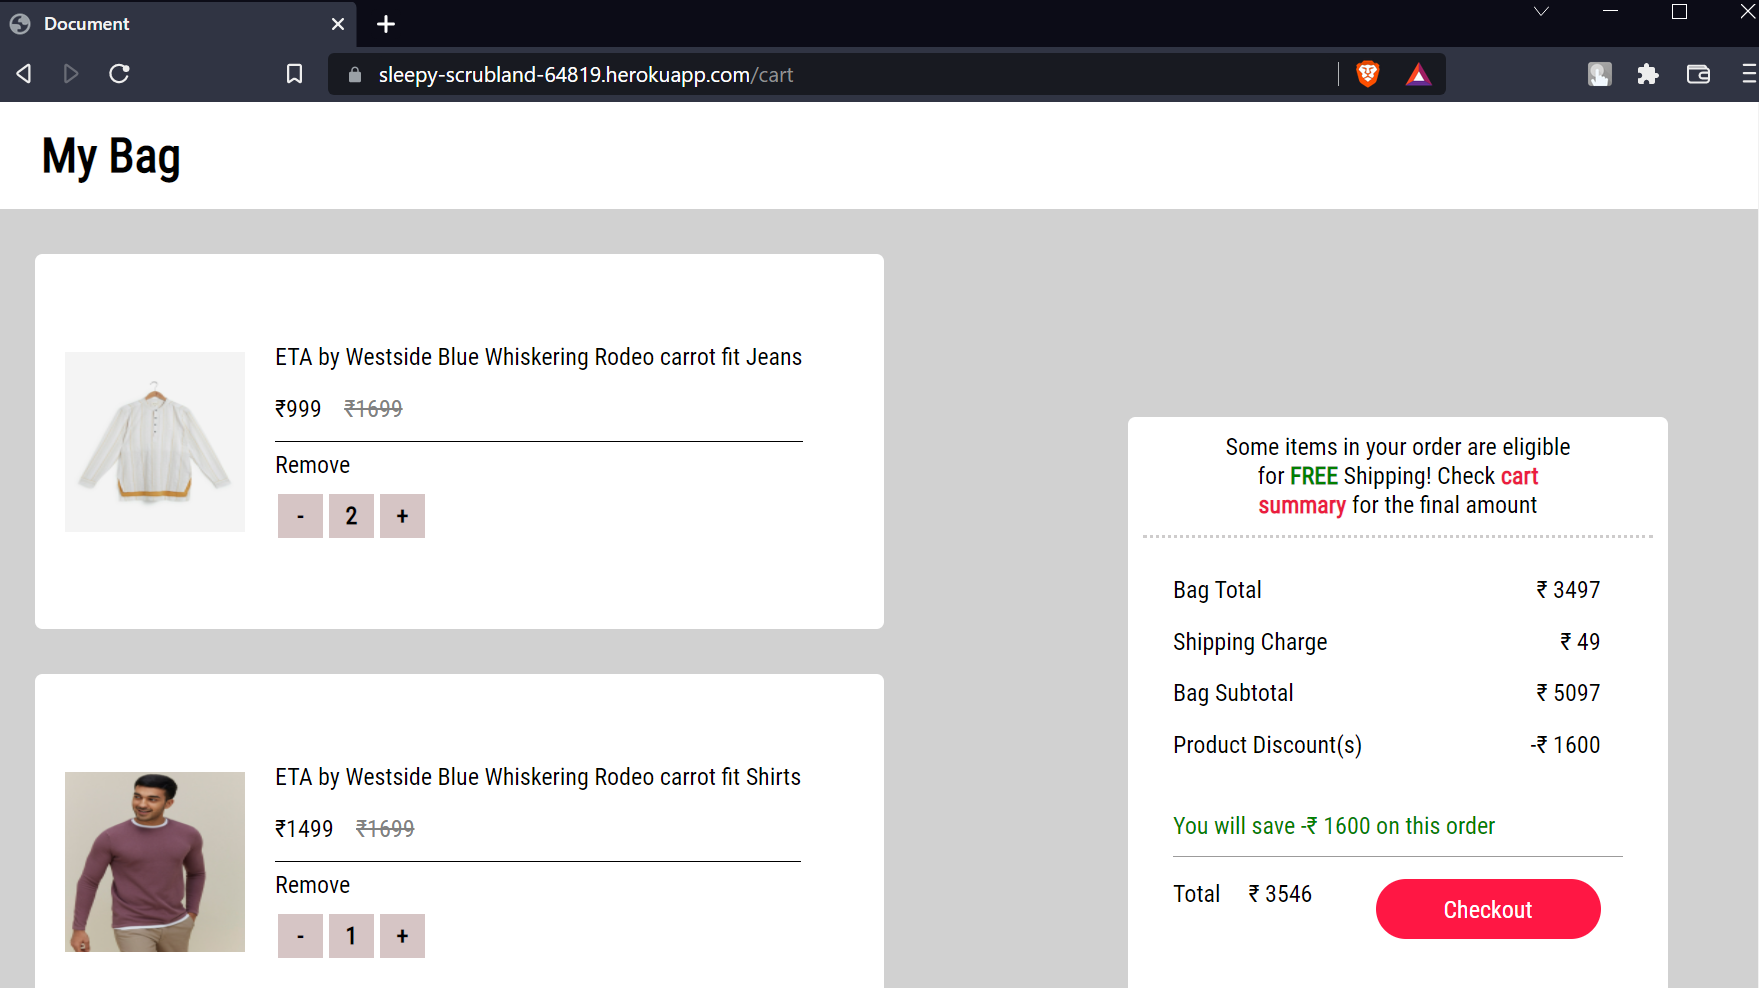 Document
sleepy-scrubland-64819.herokuapp.com/cart
My Bag
ETA by Westside Blue Whiskering Rodeo carrot fit Jeans
₹999 ₹1699
Remove
- 2 +
ETA by Westside Blue Whiskering Rodeo carrot fit Shirts
₹1499 ₹1699
Remove
- 1 +
Some items in your order are eligible
for FREE Shipping! Check cart
summary for the final amount
Bag Total ₹ 3497
Shipping Charge ₹ 49
Bag Subtotal ₹ 5097
Product Discount(s) -₹ 1600
You will save -₹ 1600 on this order
Total ₹ 3546 Checkout